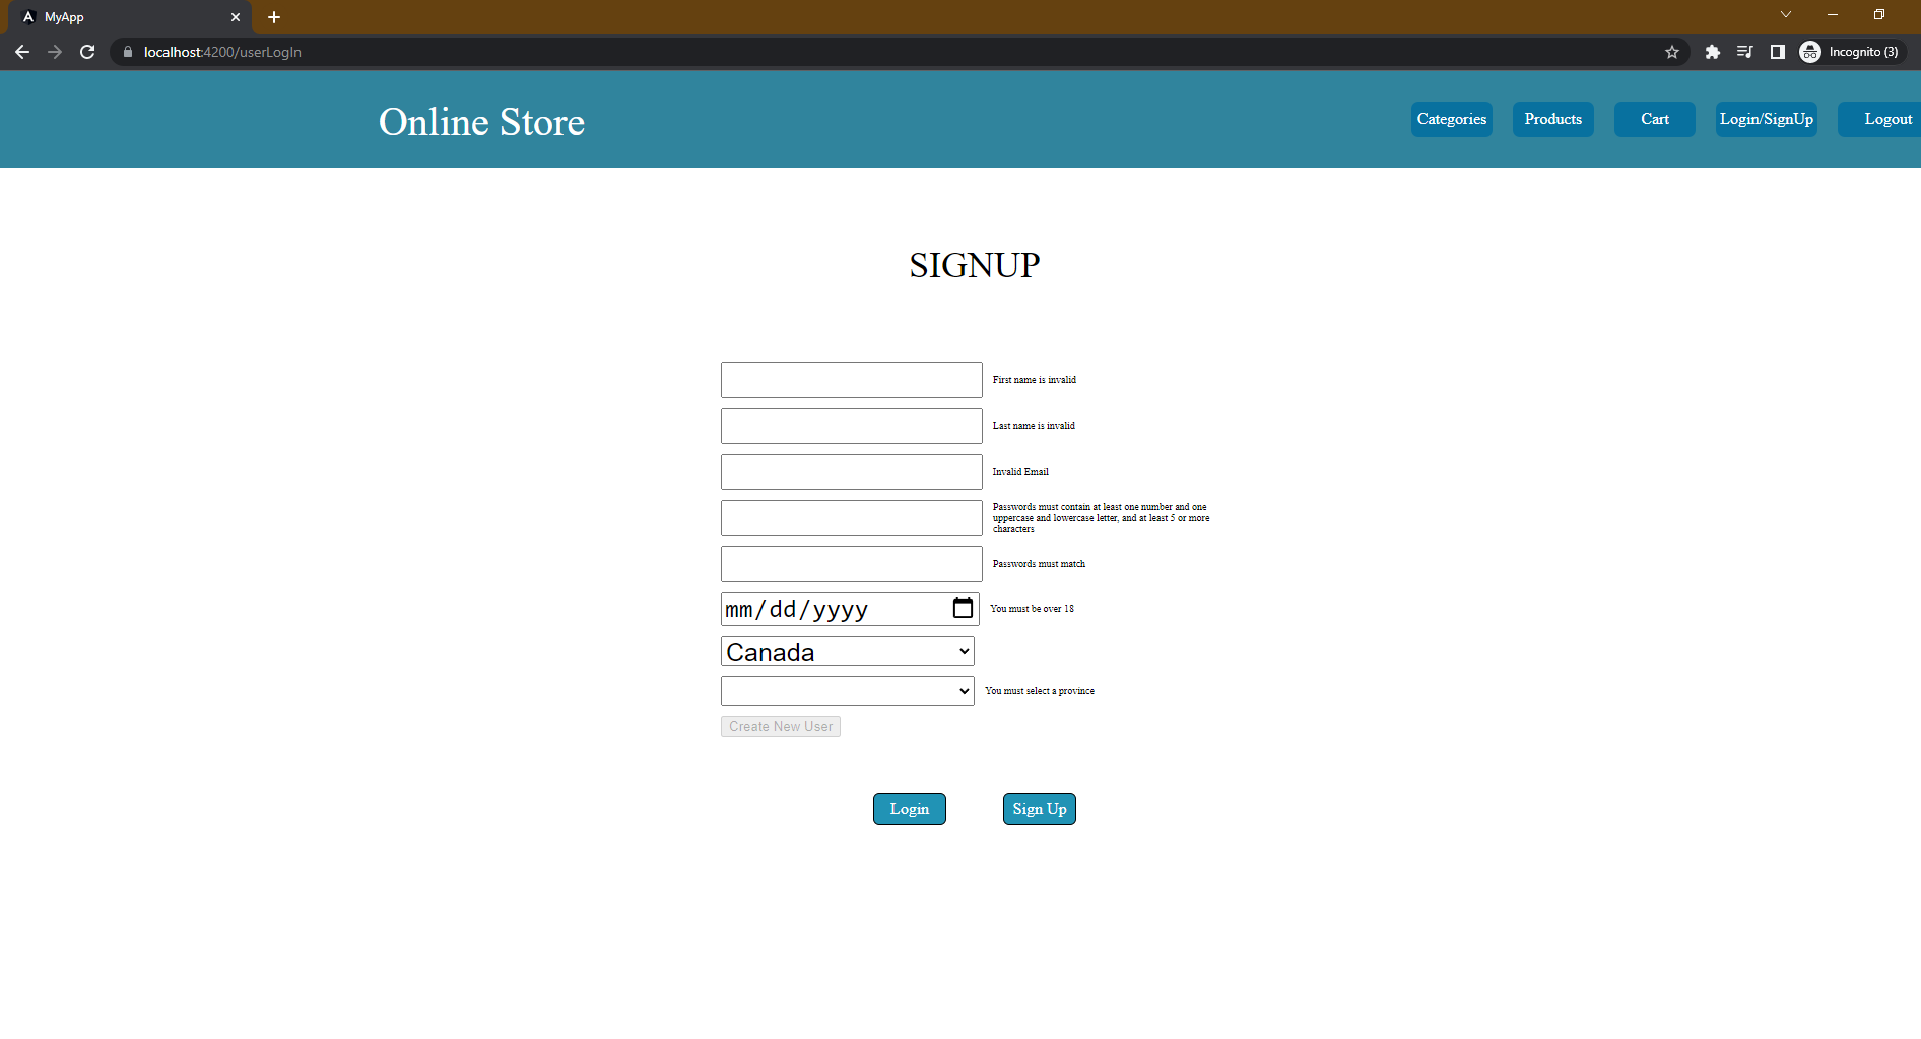 MyApp
localhost:4200/userLogIn
Incognito (3)
Online Store
Categories
Products
Cart
Login/SignUp
Logout
SIGNUP
First name is invalid
Last name is invalid
Invalid Email
Passwords must contain at least one number and one
uppercase and lowercase letter, and at least 5 or more
characters
Passwords must match
mm/dd/yyyy
You must be over 18
Canada
You must select a province
Create New User
Login
Sign Up